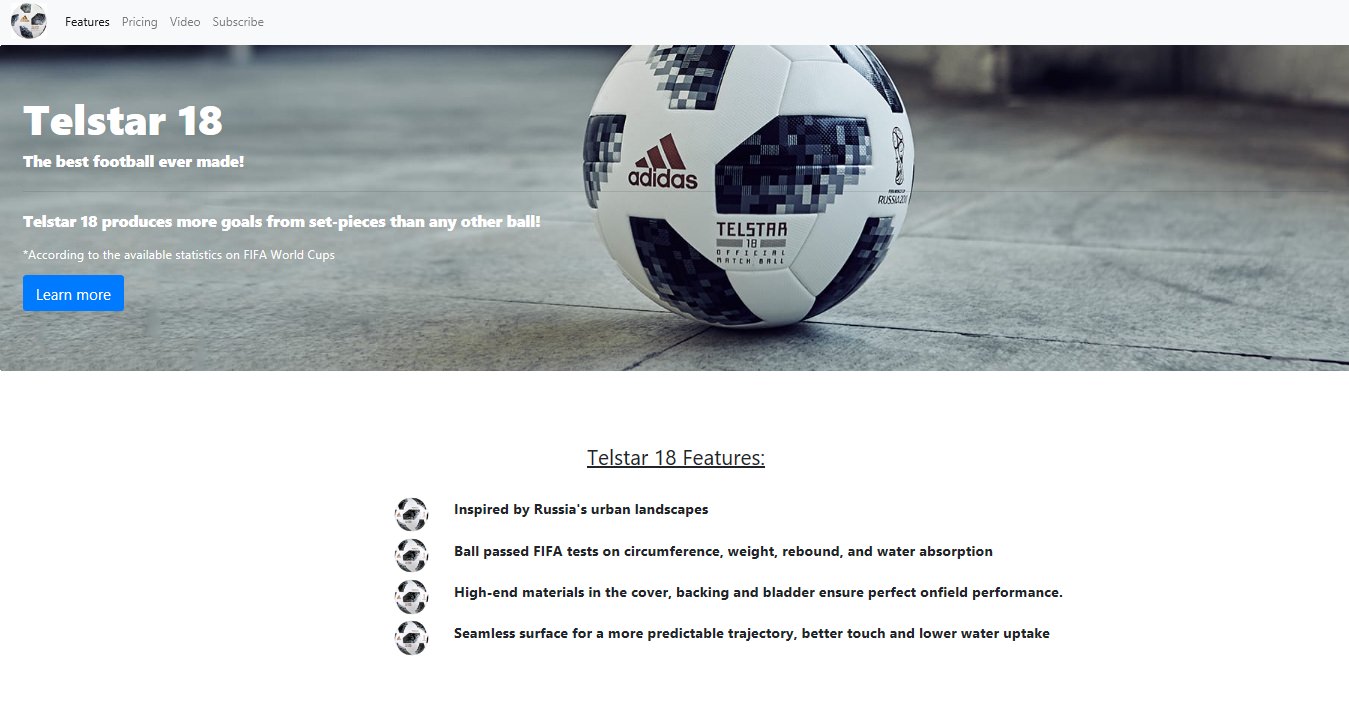 Features Pricing Video Subscribe
Telstar 18
The best football ever made!
adidas
TELSTAR
18
OFFICIAL
MATCH BALL
Telstar 18 produces more goals from set-pieces than any other ball!
*According to the available statistics on FIFA World Cups
Learn more
Telstar 18 Features:
Inspired by Russia's urban landscapes
Ball passed FIFA tests on circumference, weight, rebound, and water absorption
High-end materials in the cover, backing and bladder ensure perfect onfield performance.
Seamless surface for a more predictable trajectory, better touch and lower water uptake